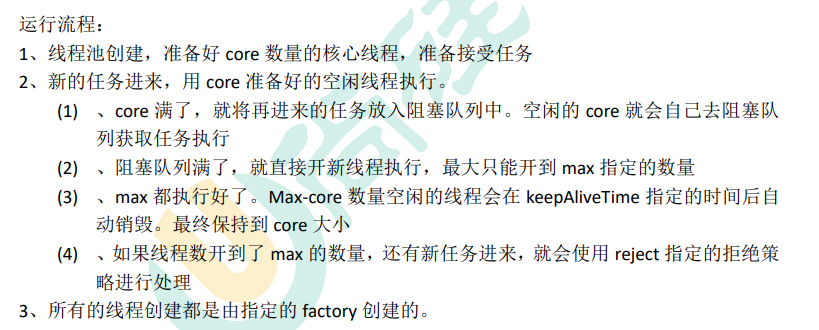 运行流程：
1、线程池创建，准备好 core 数量的核心线程，准备接受任务
2、新的任务进来，用 core 准备好的空闲线程执行。
(1) 、core 满了，就将再进来的任务放入阻塞队列中。空闲的 core 就会自己去阻塞队
列获取任务执行
(2) 、阻塞队列满了，就直接开新线程执行，最大只能开到 max 指定的数量
(3) 、max 都执行好了。Max-core 数量空闲的线程会在 keepAliveTime 指定的时间后自
动销毁。最终保持到 core 大小
(4) 、如果线程数开到了 max 的数量，还有新任务进来，就会使用 reject 指定的拒绝策
略进行处理
3、所有的线程创建都是由指定的 factory 创建的。